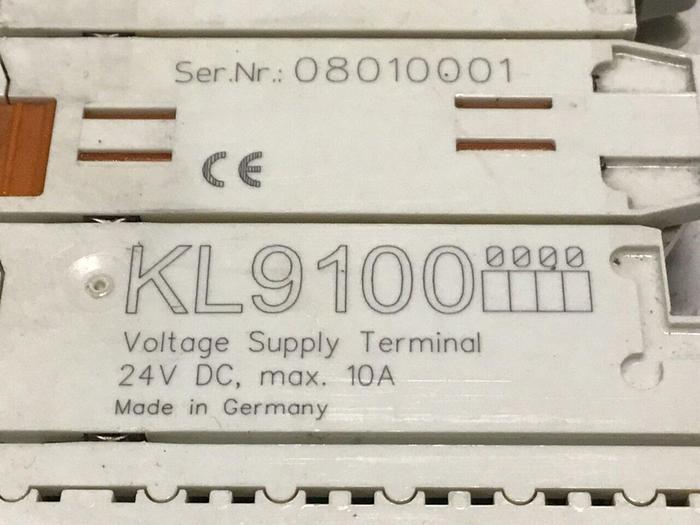 Ser.Nr.: 08010001
CE
KL9100 0000
Voltage Supply Terminal
24V DC, max. 10A
Made in Germany